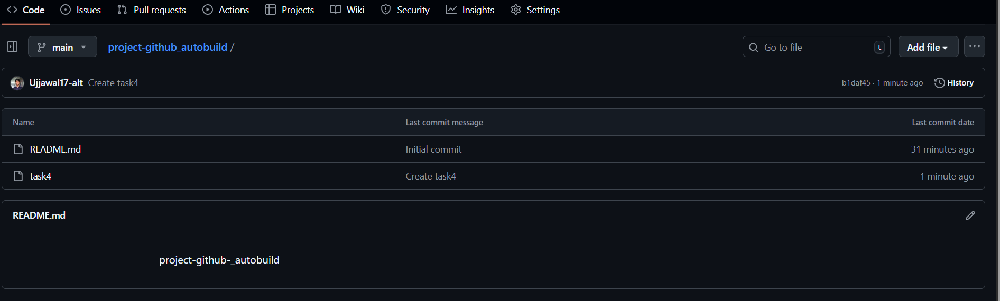 Code Issues Pull requests Actions Projects Wiki Security Insights Settings
main project-github_autobuild / Go to file t Add file
Ujjawal17-alt Create task4 b1daf45 · 1 minute ago History
Name Last commit message Last commit date
README.md Initial commit 31 minutes ago
task4 Create task4 1 minute ago
README.md
project-github-_autobuild